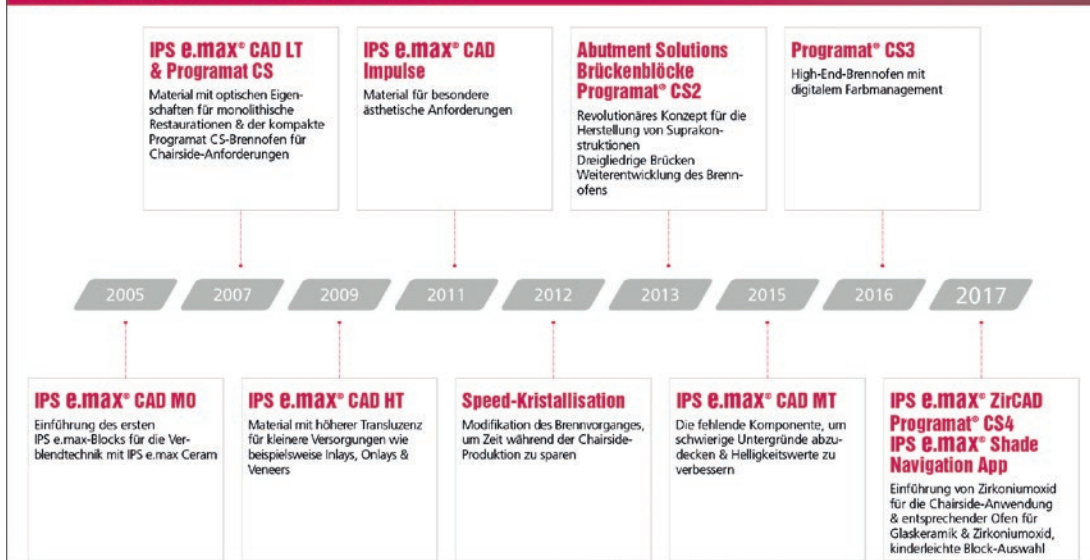 IPS e.max® CAD LT
& Programat CS
Material mit optischen Eigen-
schaften für monolithische
Restaurationen & der kompakte
Programat CS-Brennofen für
Chairside-Anforderungen
IPS e.max® CAD
Impulse
Material für besondere
ästhetische Anforderungen
Abutment Solutions
Brückenblöcke
Programat® CS2
Revolutionäres Konzept für die
Herstellung von Suprakon-
struktionen
Dreigliedrige Brücken
Weiterentwicklung des Brenn-
ofens
Programat® CS3
High-End-Brennofen mit
digitalem Farbmanagement
2005
2007
2009
2011
2012
2013
2015
2016
2017
IPS e.max® CAD MO
Einführung des ersten
IPS e.max-Blocks für die Ver-
blendtechnik mit IPS e.max Ceram
IPS e.max® CAD HT
Material mit höherer Transluzenz
für kleinere Versorgungen wie
beispielsweise Inlays, Onlays &
Veneers
Speed-Kristallisation
Modifikation des Brennvorganges,
um Zeit während der Chairside-
Produktion zu sparen
IPS e.max® CAD MT
Die fehlende Komponente, um
schwierige Untergründe abzu-
decken & Helligkeitswerte zu
verbessern
IPS e.max® ZirCAD
Programat® CS4
IPS e.max® Shade
Navigation App
Einführung von Zirkoniumoxid
für die Chairside-Anwendung
& entsprechender Ofen für
Glaskeramik & Zirkoniumoxid,
kinderleichte Block-Auswahl